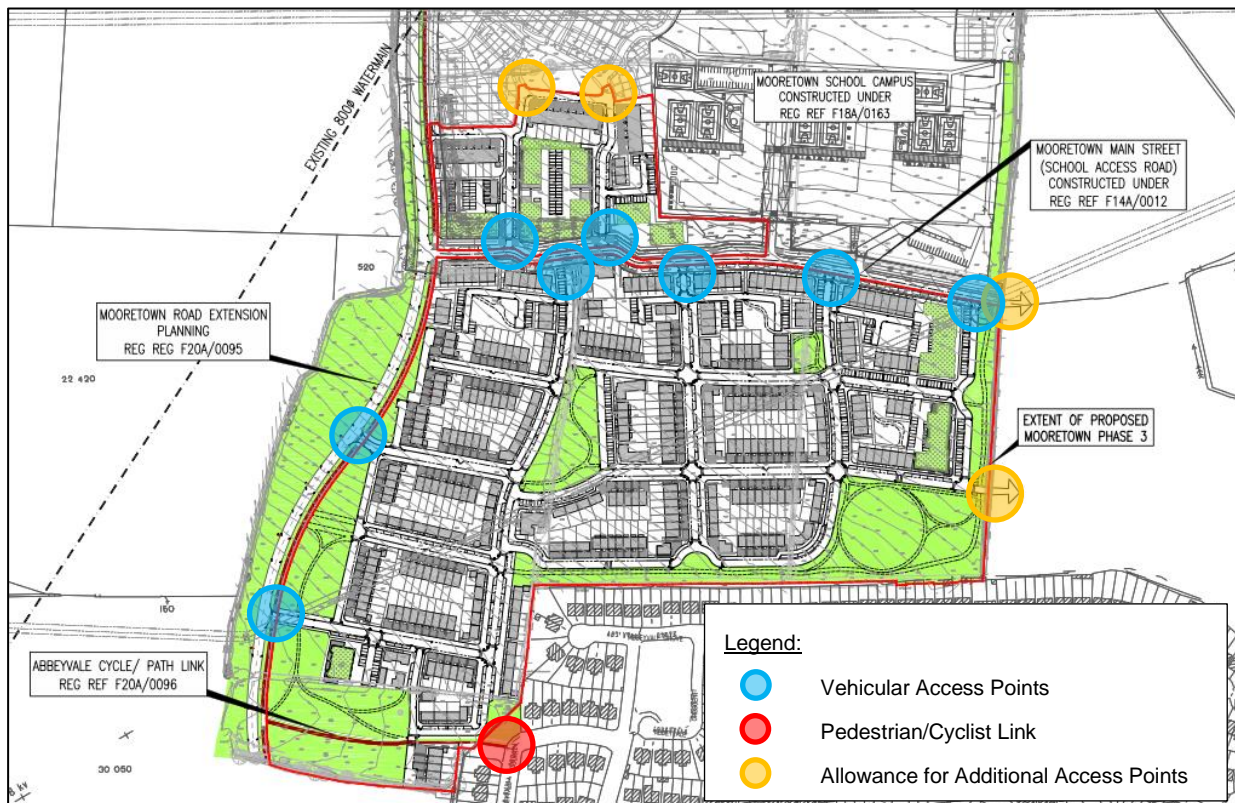 EXISTING 800ø WATERMAIN
MOORETOWN SCHOOL CAMPUS
CONSTRUCTED UNDER
REG REF F18A/0163
MOORETOWN MAIN STREET
(SCHOOL ACCESS ROAD)
CONSTRUCTED UNDER
REG REF F14A/0012
520
MOORETOWN ROAD EXTENSION
PLANNING
REG REG F20A/0095
22 420
EXTENT OF PROPOSED
MOORETOWN PHASE 3
160
ABBEYVALE CYCLE/ PATH LINK
REG REF F20A/0096
30 050
8 kv
Legend:
Vehicular Access Points
Pedestrian/Cyclist Link
Allowance for Additional Access Points